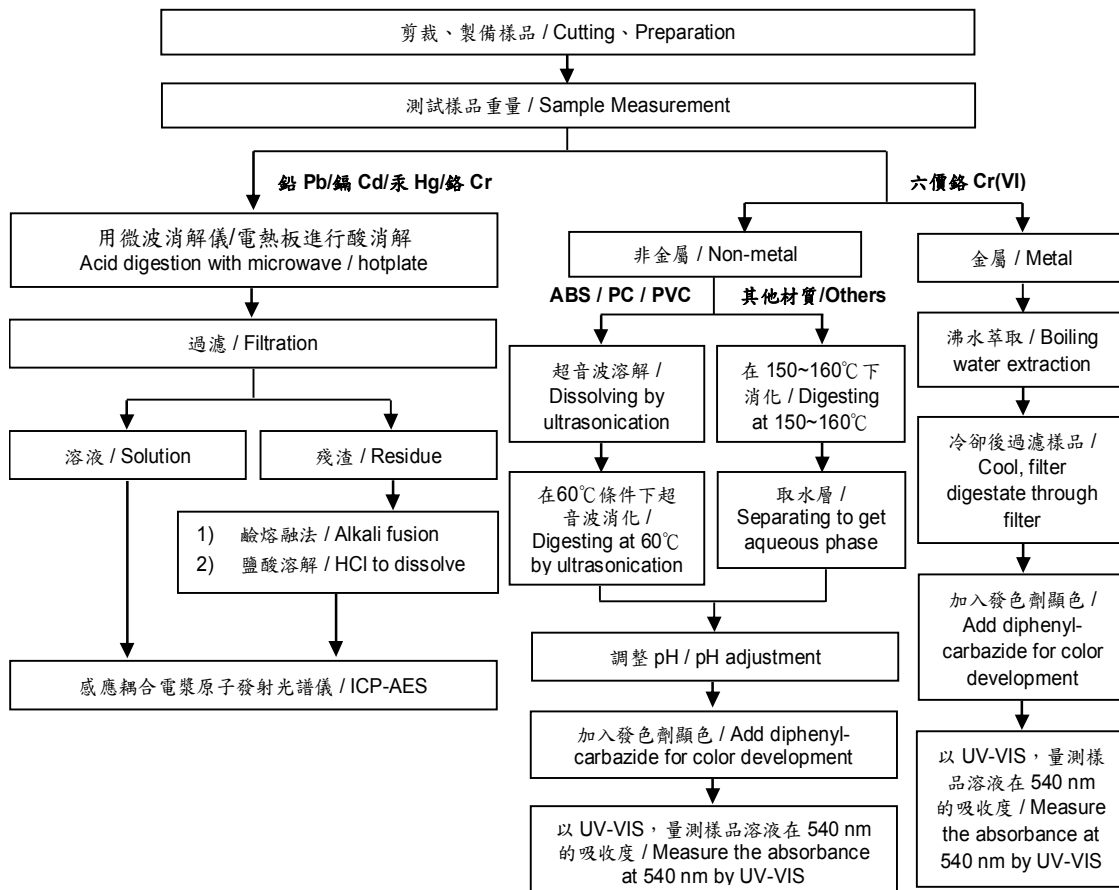 剪裁、製備樣品 / Cutting、Preparation
測試樣品重量 / Sample Measurement
鉛 Pb/鎘 Cd/汞 Hg/鉻 Cr
六價鉻 Cr(VI)
用微波消解儀/電熱板進行酸消解
Acid digestion with microwave / hotplate
過濾 / Filtration
溶液 / Solution
殘渣 / Residue
1) 鹼熔融法 / Alkali fusion
2) 鹽酸溶解 / HCl to dissolve
感應耦合電漿原子發射光譜儀 / ICP-AES
非金屬 / Non-metal
ABS / PC / PVC
其他材質/Others
超音波溶解 /
Dissolving by
ultrasonication
在60℃條件下超
音波消化 /
Digesting at 60℃
by ultrasonication
在 150~160℃下
消化 / Digesting
at 150~160℃
取水層 /
Separating to get
aqueous phase
調整 pH / pH adjustment
加入發色劑顯色 / Add diphenyl-
carbazide for color development
以 UV-VIS，量測樣品溶液在 540 nm
的吸收度 / Measure the absorbance
at 540 nm by UV-VIS
金屬 / Metal
沸水萃取 / Boiling
water extraction
冷卻後過濾樣品 /
Cool, filter
digestate through
filter
加入發色劑顯色 /
Add diphenyl-
carbazide for color
development
以 UV-VIS，量測樣
品溶液在 540 nm
的吸收度 / Measure
the absorbance at
540 nm by UV-VIS